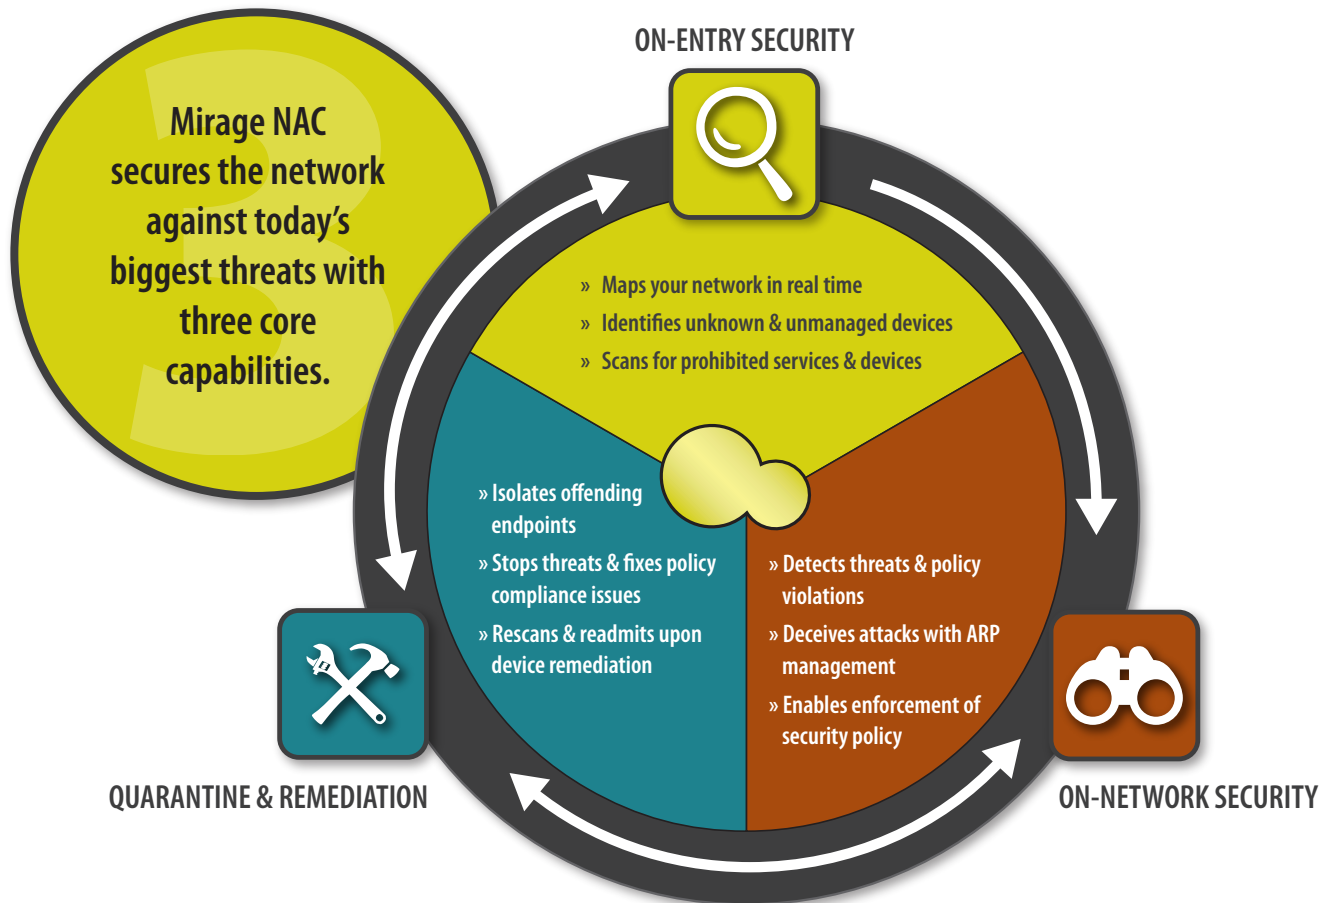 3
Mirage NAC
secures the network
against today's
biggest threats with
three core
capabilities.
ON-ENTRY SECURITY
» Maps your network in real time
» Identifies unknown & unmanaged devices
» Scans for prohibited services & devices
» Isolates offending
endpoints
» Stops threats & fixes policy
compliance issues
» Rescans & readmits upon
device remediation
» Detects threats & policy
violations
» Deceives attacks with ARP
management
» Enables enforcement of
security policy
QUARANTINE & REMEDIATION
ON-NETWORK SECURITY